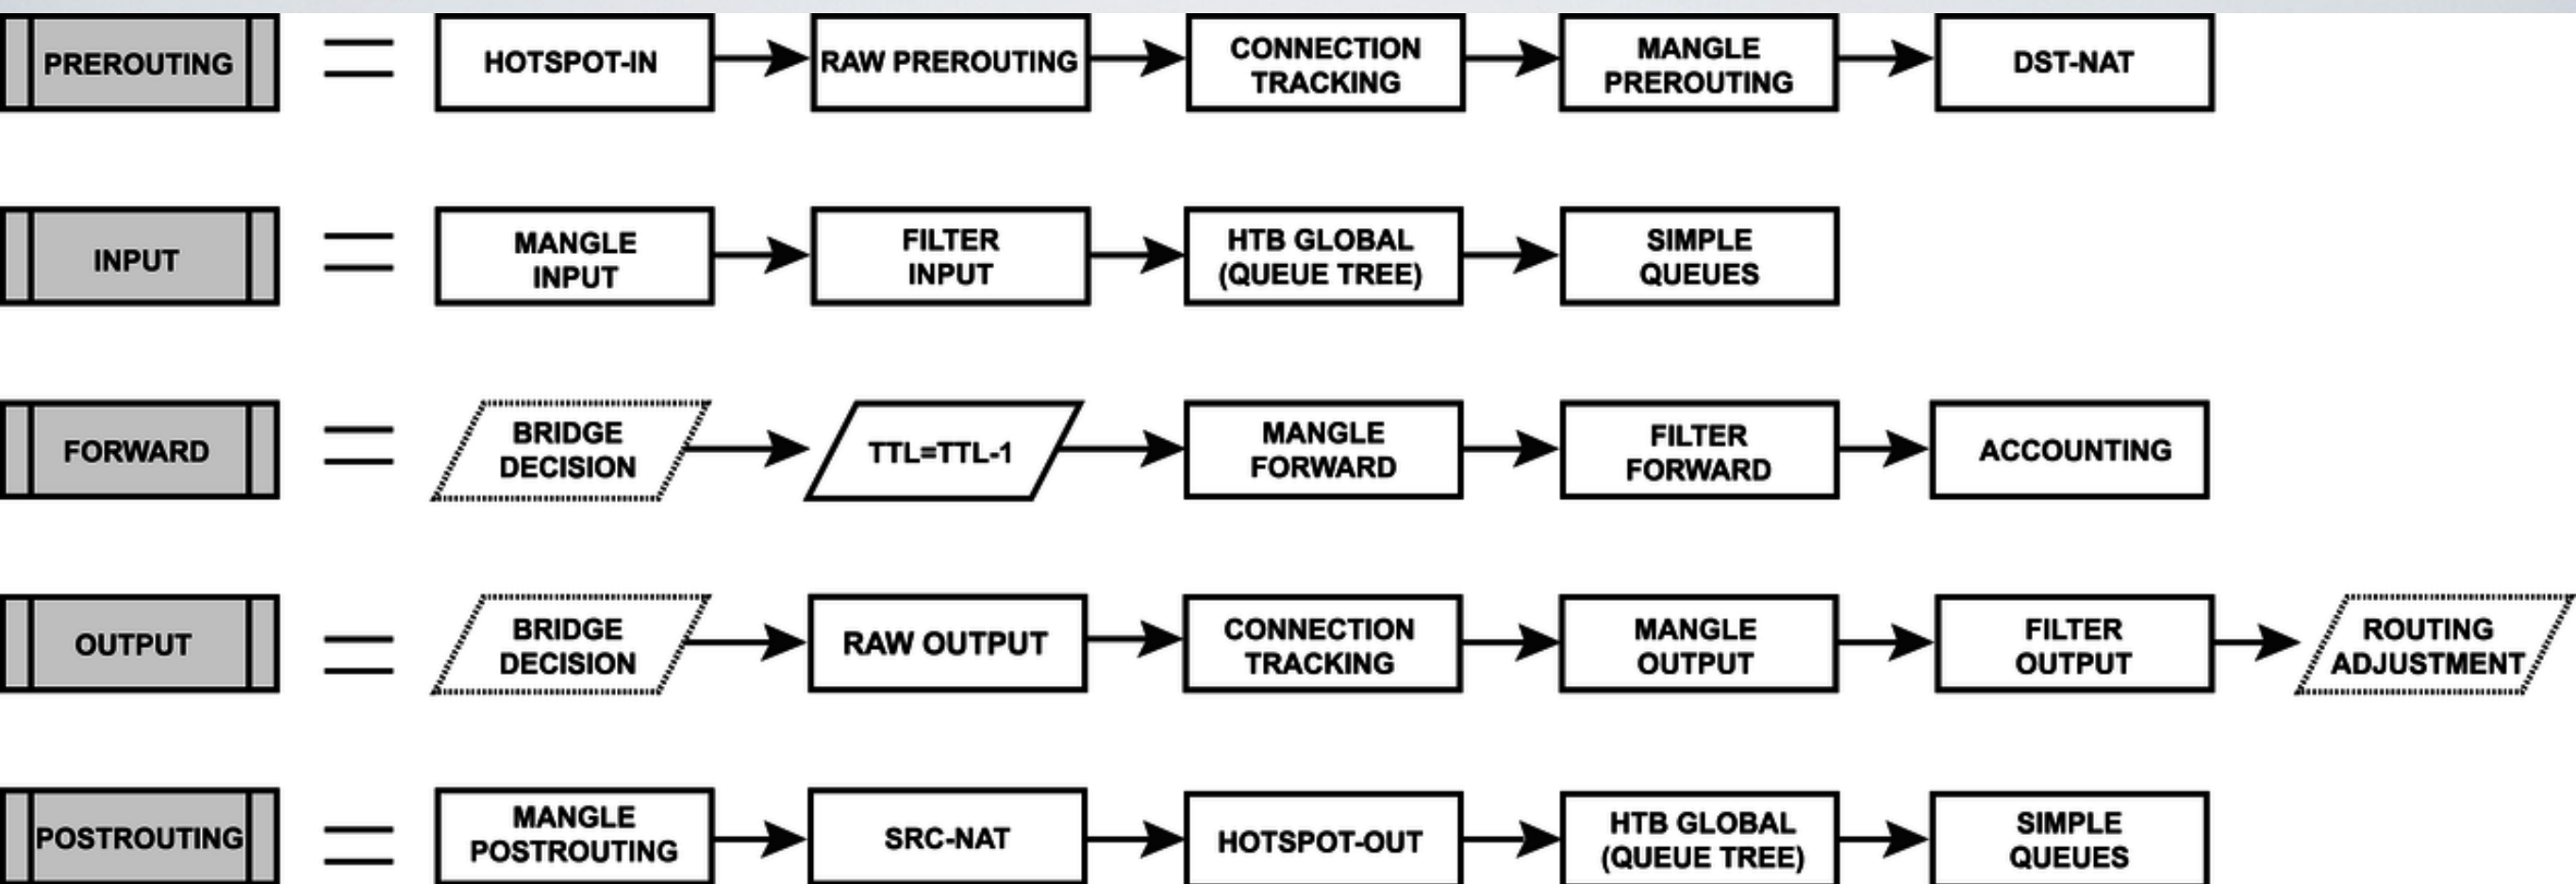 PREROUTING
HOTSPOT-IN
RAW PREROUTING
CONNECTION
TRACKING
MANGLE
PREROUTING
DST-NAT
INPUT
MANGLE
INPUT
FILTER
INPUT
HTB GLOBAL
(QUEUE TREE)
SIMPLE
QUEUES
FORWARD
BRIDGE
DECISION
TTL=TTL-1
MANGLE
FORWARD
FILTER
FORWARD
ACCOUNTING
OUTPUT
BRIDGE
DECISION
RAW OUTPUT
CONNECTION
TRACKING
MANGLE
OUTPUT
FILTER
OUTPUT
ROUTING
ADJUSTMENT
POSTROUTING
MANGLE
POSTROUTING
SRC-NAT
HOTSPOT-OUT
HTB GLOBAL
(QUEUE TREE)
SIMPLE
QUEUES